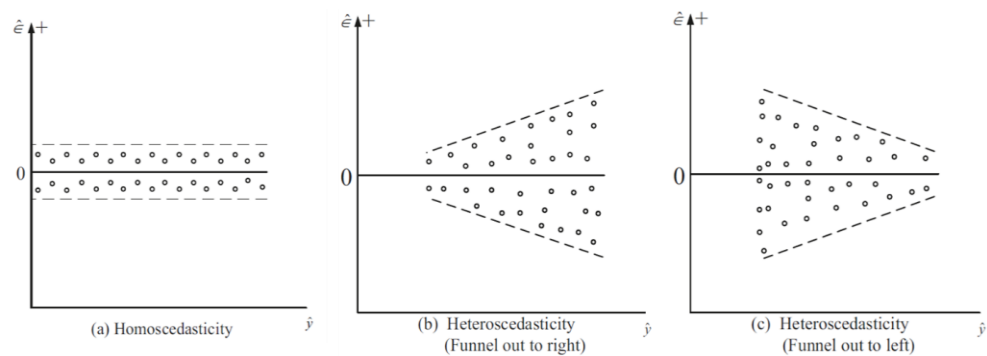 ε̂ +
0
(a) Homoscedasticity
ŷ
ε̂ +
0
(b) Heteroscedasticity
(Funnel out to right)
ŷ
ε̂ +
0
(c) Heteroscedasticity
(Funnel out to left)
ŷ